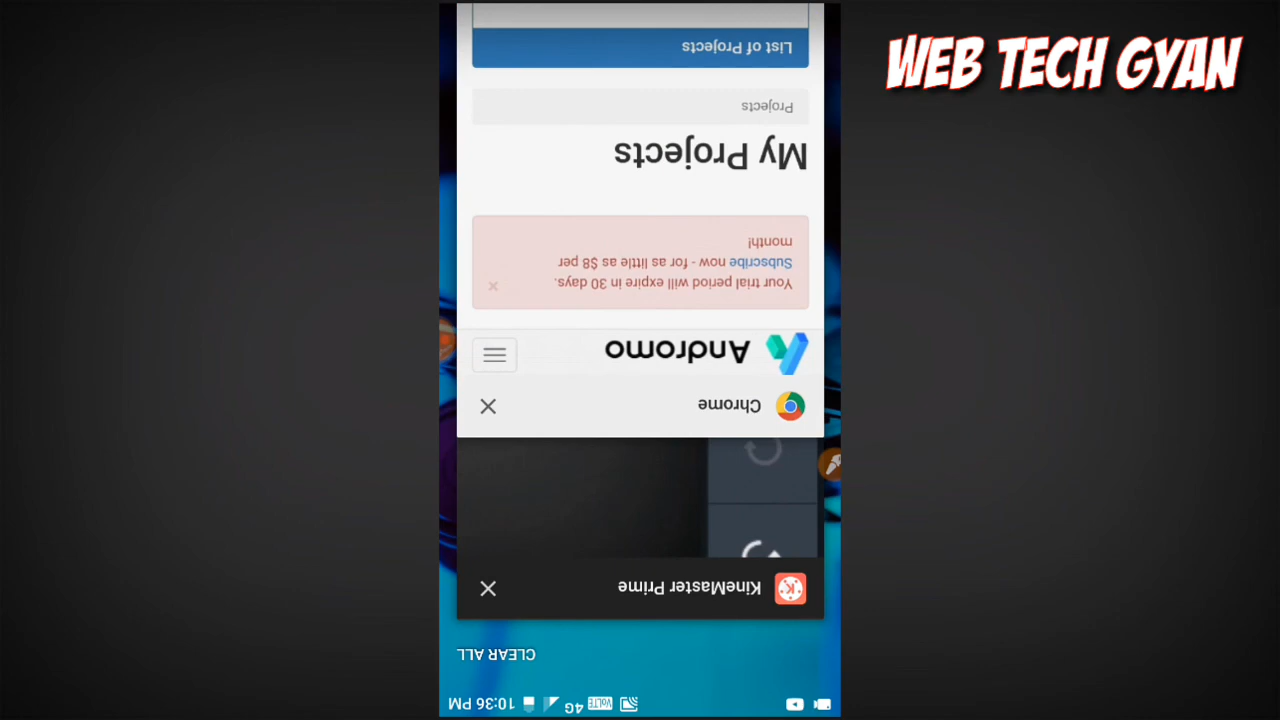 WEB TECH GYAN
4G VoLTE 10:36 PM
CLEAR ALL
KineMaster Prime
Chrome
Andromo
Your trial period will expire in 30 days.
Subscribe now - for as little as $8 per
month!
My Projects
Projects
List of Projects